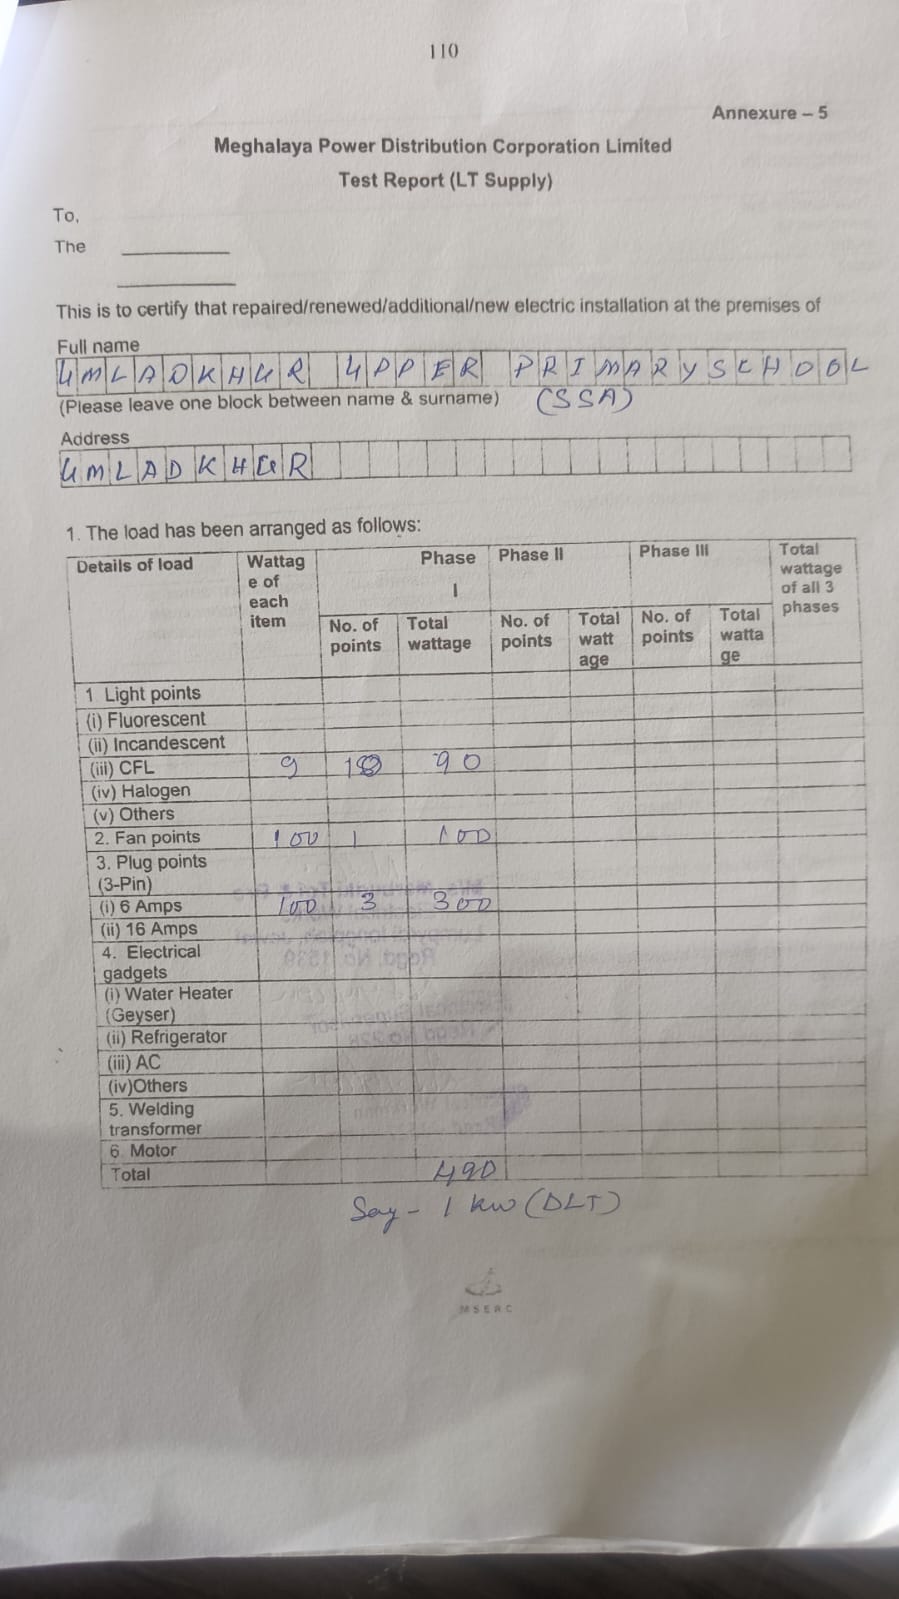 110
Annexure – 5
Meghalaya Power Distribution Corporation Limited
Test Report (LT Supply)
To,
The
This is to certify that repaired/renewed/additional/new electric installation at the premises of
Full name
UMLADKHUR UPPER PRIMARY SCHOOL
(Please leave one block between name & surname) (SSA)
Address
UMLADKHUR
1. The load has been arranged as follows:
Details of load Wattag e of each item Phase I Phase II Phase III Total wattage of all 3 phases
No. of points Total wattage No. of points Total watt age No. of points Total watta ge
1 Light points
(i) Fluorescent
(ii) Incandescent
(iii) CFL 9 10 90
(iv) Halogen
(v) Others
2. Fan points 100 1 100
3. Plug points
(3-Pin)
(i) 6 Amps 100 3 300
(ii) 16 Amps
4. Electrical
gadgets
(i) Water Heater
(Geyser)
(ii) Refrigerator
(iii) AC
(iv)Others
5. Welding
transformer
6. Motor
Total 490
Say - 1 kw (DLT)
MSERC